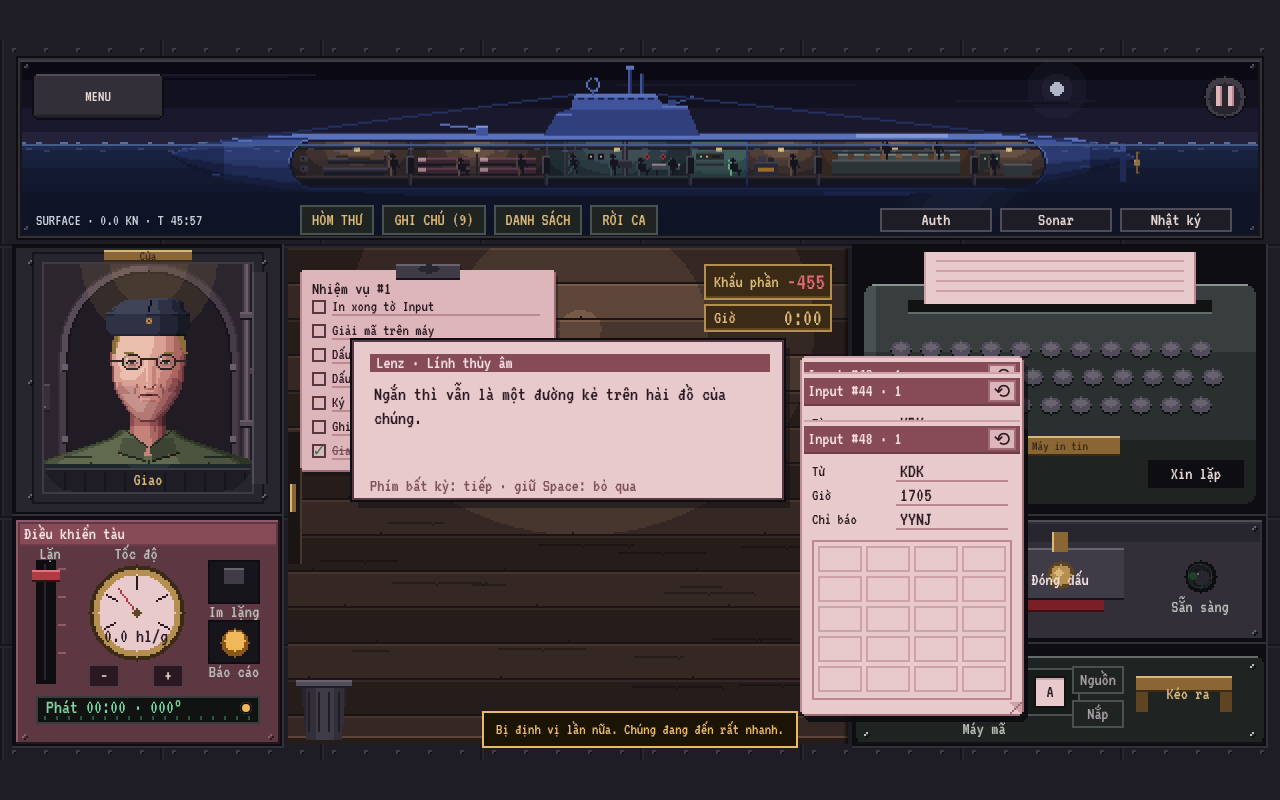 MENU
SURFACE · 0.0 KN · T 45:57
HÒM THƯ
GHI CHÚ (9)
DANH SÁCH
RỜI CA
Auth
Sonar
Nhật ký
Cửa
Giao
Nhiệm vụ #1
In xong tờ Input
Giải mã trên máy
Dấu
Dấu
Ký
Ghi
Gia
Khẩu phần -455
Giờ 0:00
Lenz · Lính thủy âm
Ngắn thì vẫn là một đường kẻ trên hải đồ của
chúng.
Phím bất kỳ: tiếp · giữ Space: bỏ qua
Input #44 · 1
Input #48 · 1
Từ KDK
Giờ 1705
Chỉ báo YYNJ
Máy in tin
Xin lặp
Đóng dấu
Sẵn sàng
A
Nguồn
Nắp
Kéo ra
Máy mã
Điều khiển tàu
Lặn
Tốc độ
0.0 hl/g
Im lặng
Báo cáo
-
+
Phát 00:00 · 000°
Bị định vị lần nữa. Chúng đang đến rất nhanh.